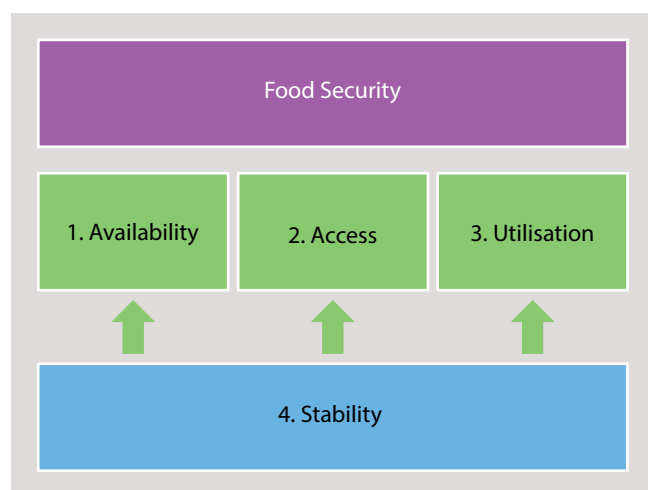 Food Security
1. Availability
2. Access
3. Utilisation
4. Stability